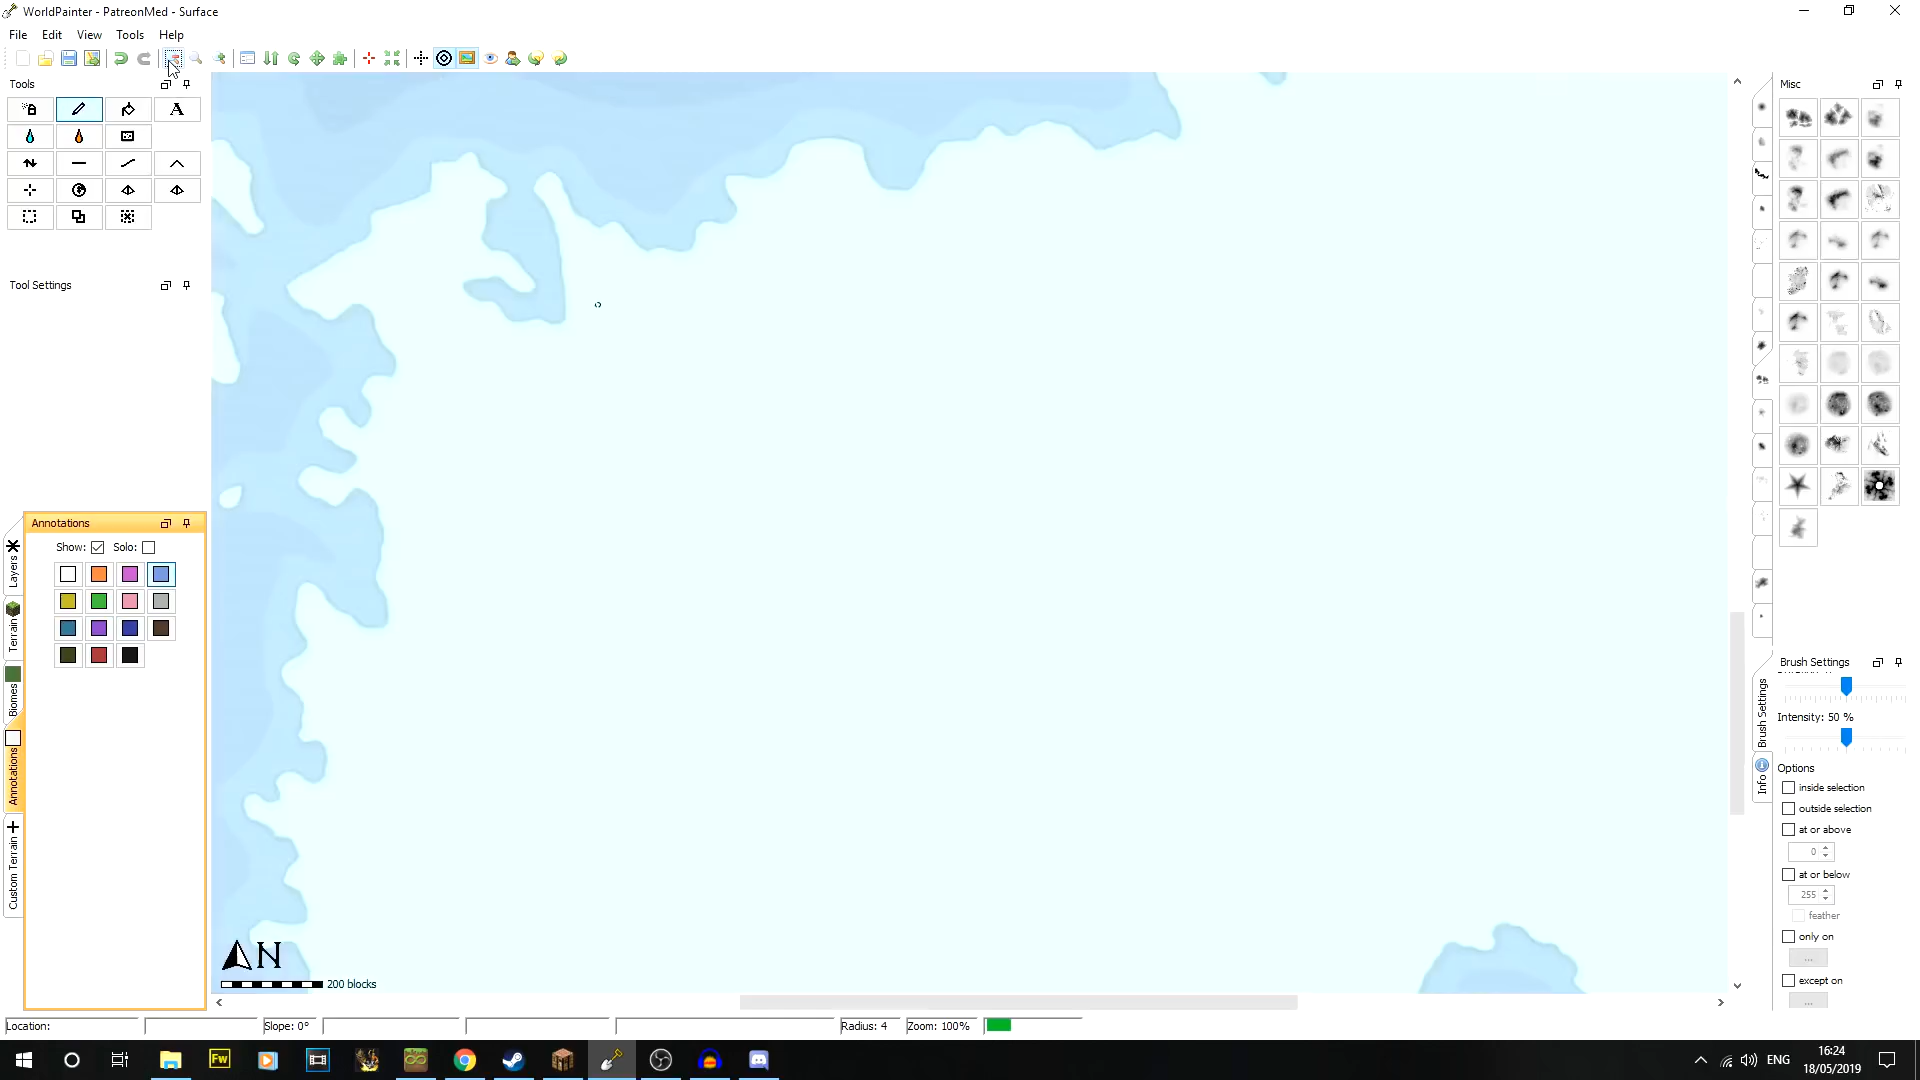 WorldPainter - PatreonMed - Surface
File Edit View Tools Help
Tools
A
Tool Settings
Annotations
Show: Solo:
Layers
Terrain
Biomes
Annotations
Custom Terrain
N
200 blocks
Misc
Brush Settings
Brush Settings
Info
Intensity: 50 %
Options
inside selection
outside selection
at or above
0
at or below
255
feather
only on
...
except on
...
Location:
Slope: 0°
Radius: 4
Zoom: 100%
Fw
ENG
16:24
18/05/2019